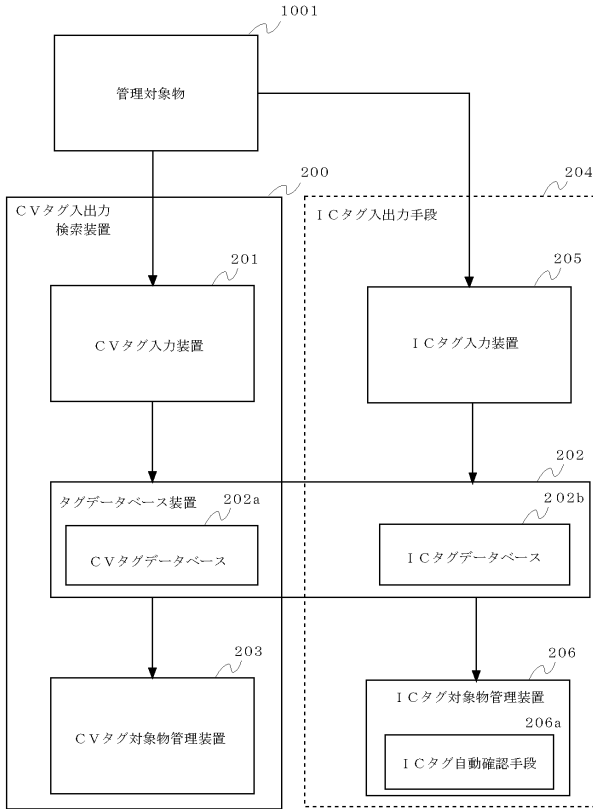 1001
管理対象物
200
204
ＣＶタグ入出力
検索装置
ＩＣタグ入出力手段
201
205
ＣＶタグ入力装置
ＩＣタグ入力装置
202
タグデータベース装置
202a
202b
ＣＶタグデータベース
ＩＣタグデータベース
203
206
ＣＶタグ対象物管理装置
ＩＣタグ対象物管理装置
206a
ＩＣタグ自動確認手段